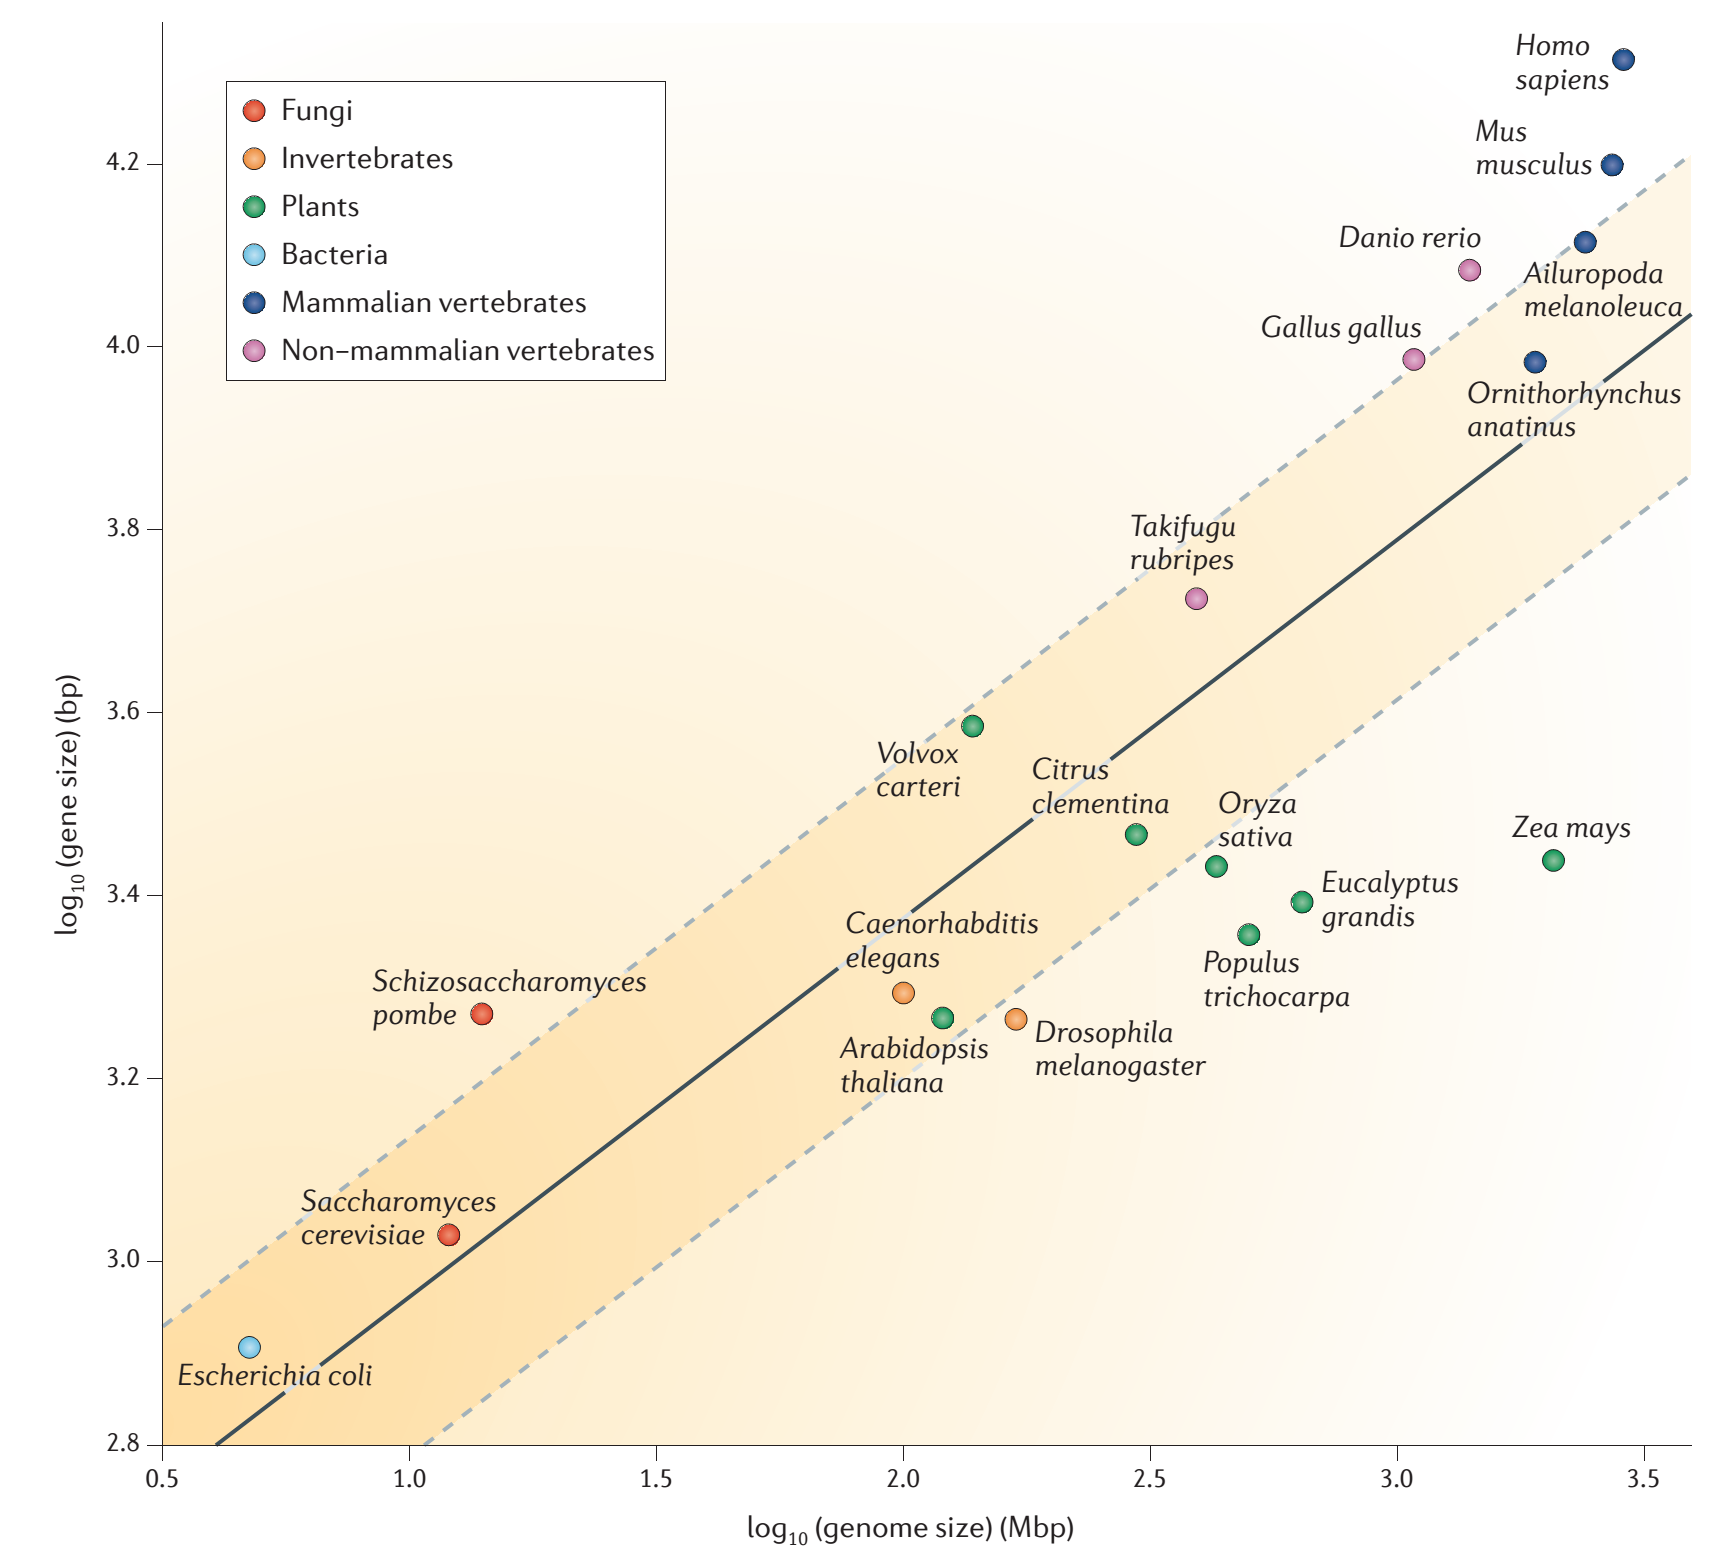 Homo
sapiens
Fungi
Mus
musculus
Invertebrates
4.2
Plants
Danio rerio
Bacteria
Ailuropoda
melanoleuca
Mammalian vertebrates
Gallus gallus
4.0
Non–mammalian vertebrates
Ornithorhynchus
anatinus
3.8
Takifugu
rubripes
3.6
log10 (gene size) (bp)
Volvox
carteri
Citrus
clementina
Oryza
sativa
Zea mays
3.4
Eucalyptus
grandis
Caenorhabditis
elegans
Populus
trichocarpa
Schizosaccharomyces
pombe
Drosophila
melanogaster
Arabidopsis
thaliana
3.2
Saccharomyces
cerevisiae
3.0
Escherichia coli
2.8
0.5 1.0 1.5 2.0 2.5 3.0 3.5
log10 (genome size) (Mbp)